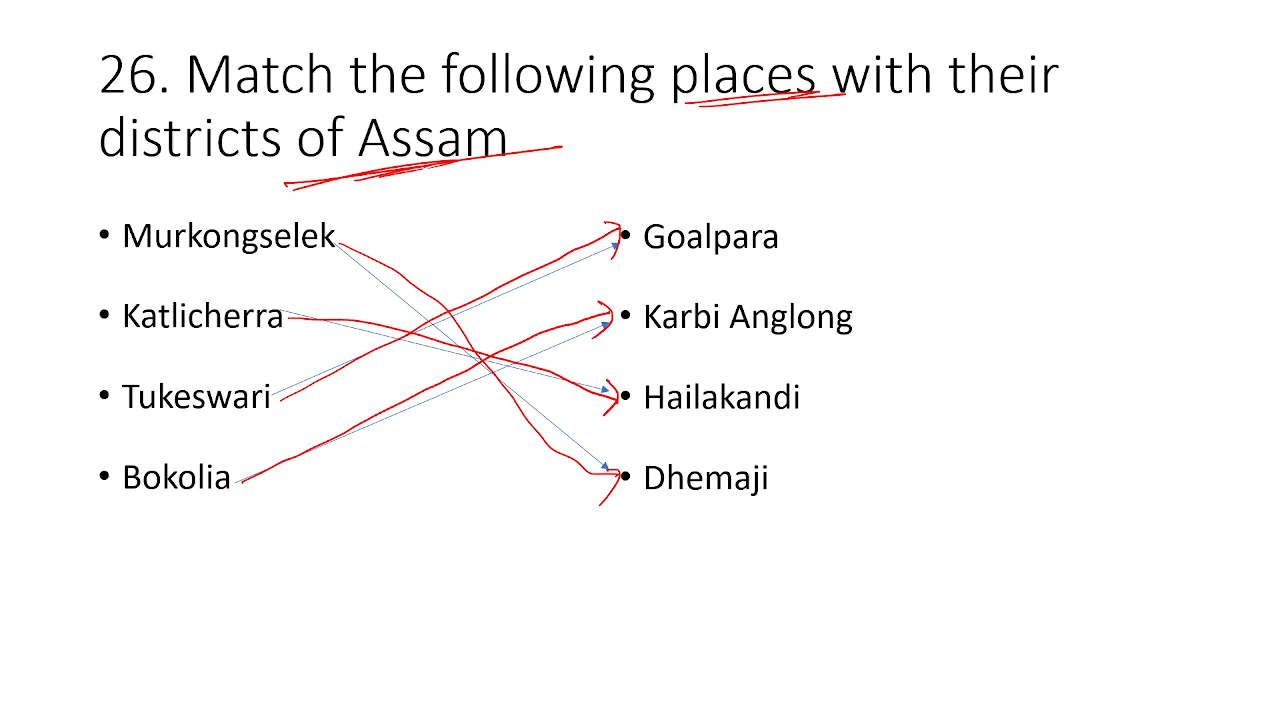 26. Match the following places with their
districts of Assam
• Murkongselek
• Katlicherra
• Tukeswari
• Bokolia
• Goalpara
• Karbi Anglong
• Hailakandi
• Dhemaji